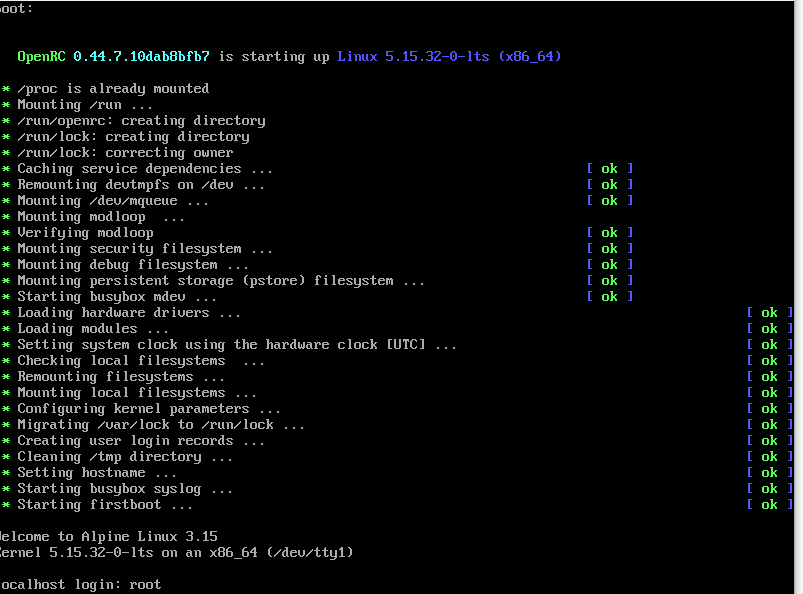 oot:
OpenRC 0.44.7.10dab8bfb7 is starting up Linux 5.15.32-0-lts (x86_64)
* /proc is already mounted
* Mounting /run ...
* /run/openrc: creating directory
* /run/lock: creating directory
* /run/lock: correcting owner
* Caching service dependencies ... [ ok ]
* Remounting devtmpfs on /dev ... [ ok ]
* Mounting /dev/mqueue ... [ ok ]
* Mounting modloop  ...
* Verifying modloop [ ok ]
* Mounting security filesystem ... [ ok ]
* Mounting debug filesystem ... [ ok ]
* Mounting persistent storage (pstore) filesystem ... [ ok ]
* Starting busybox mdev ... [ ok ]
* Loading hardware drivers ... [ ok ]
* Loading modules ... [ ok ]
* Setting system clock using the hardware clock [UTC] ... [ ok ]
* Checking local filesystems  ... [ ok ]
* Remounting filesystems ... [ ok ]
* Mounting local filesystems ... [ ok ]
* Configuring kernel parameters ... [ ok ]
* Migrating /var/lock to /run/lock ... [ ok ]
* Creating user login records ... [ ok ]
* Cleaning /tmp directory ... [ ok ]
* Setting hostname ... [ ok ]
* Starting busybox syslog ... [ ok ]
* Starting firstboot ... [ ok ]
Welcome to Alpine Linux 3.15
Kernel 5.15.32-0-lts on an x86_64 (/dev/tty1)
ocalhost login: root